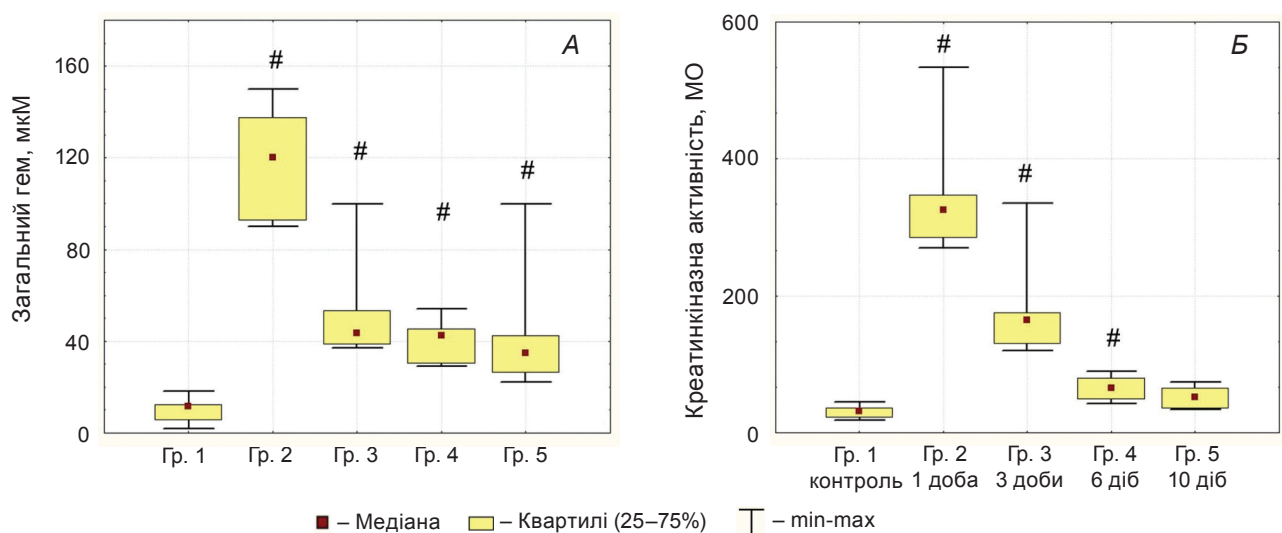 А
Загальний гем, мкМ
160
120
80
40
0
#
#
#
#
Гр. 1
Гр. 2
Гр. 3
Гр. 4
Гр. 5
Б
Креатинкіназна активність, МО
600
400
200
0
#
#
#
Гр. 1
контроль
Гр. 2
1 доба
Гр. 3
3 доби
Гр. 4
6 діб
Гр. 5
10 діб
– Медіана – Квартилі (25–75%) – min-max